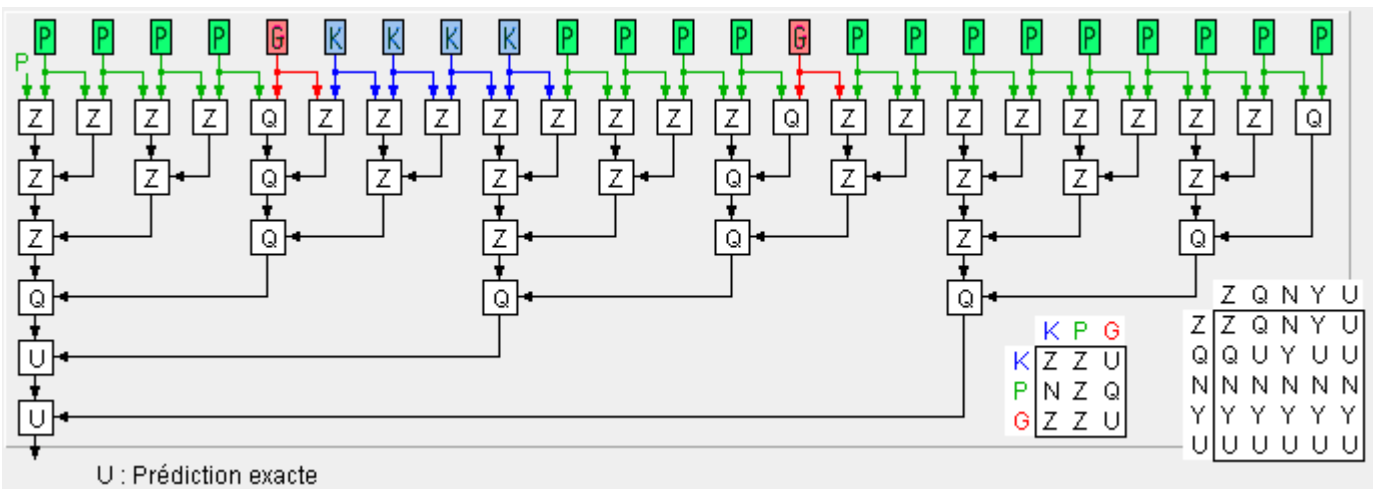 P P P P G K K K K P P P P G P P P P P P P P P
P
Z Z Z Z Q Z Z Z Z Z Z Z Z Q Z Z Z Z Z Z Z Z Q
Z Z Q Z Z Z Q Z Z Z Z
Z Q Z Q Z Q
Q Q Q
U
U
K P G
K Z Z U
P N Z Q
G Z Z U
Z Q N Y U
Z Z Q N Y U
Q Q U Y U U
N N N N N N
Y Y Y Y Y Y
U U U U U U
U : Prédiction exacte